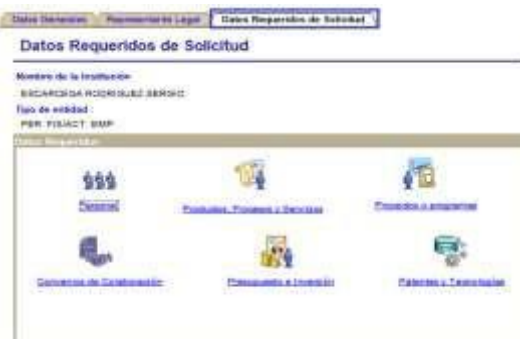 Datos Generales Representante Legal Datos Requeridos de Solicitud
Datos Requeridos de Solicitud
Nombre de la Institución
ESCARCEGA RODRIGUEZ SERGIO
Tipo de entidad :
PER. FIS/ACT. EMP
Datos Requeridos
Personal Productos, Procesos y Servicios Proyectos o programas
Convenios de Colaboración Presupuesto e Inversión Patentes y Tecnologías